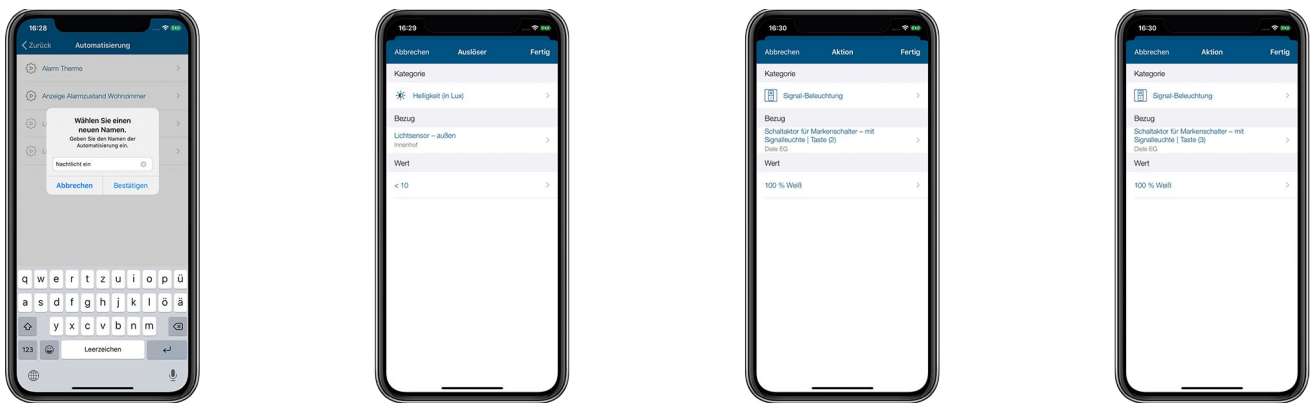 16:28
Zurück Automatisierung
Alarm Therme
Anzeige Alarmzustand Wohnzimmer
L
L
Wählen Sie einen
neuen Namen.
Geben Sie den Namen der
Automatisierung ein.
Nachtlicht ein
Abbrechen Bestätigen
q w e r t z u i o p ü
a s d f g h j k l ö ä
y x c v b n m
123 Leerzeichen
16:29
Abbrechen Auslöser Fertig
Kategorie
Helligkeit (in Lux)
Bezug
Lichtsensor – außen
Innenhof
Wert
< 10
16:30
Abbrechen Aktion Fertig
Kategorie
Signal-Beleuchtung
Bezug
Schaltaktor für Markenschalter – mit
Signalleuchte | Taste (2)
Diele EG
Wert
100 % Weiß
16:30
Abbrechen Aktion Fertig
Kategorie
Signal-Beleuchtung
Bezug
Schaltaktor für Markenschalter – mit
Signalleuchte | Taste (3)
Diele EG
Wert
100 % Weiß